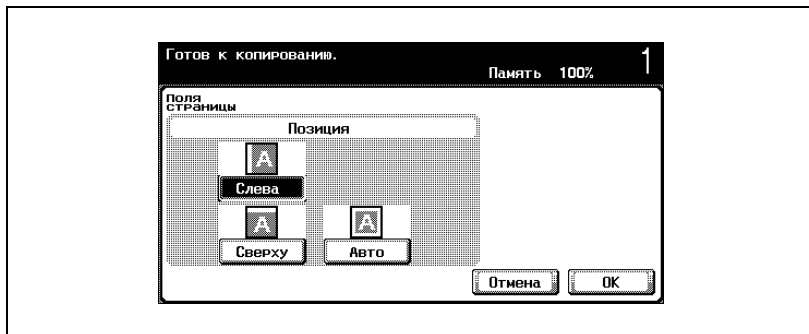 Готов к копированию.
Память 100% 1
Поля
страницы
Позиция
A
Слева
A A
Сверху Авто
Отмена OK